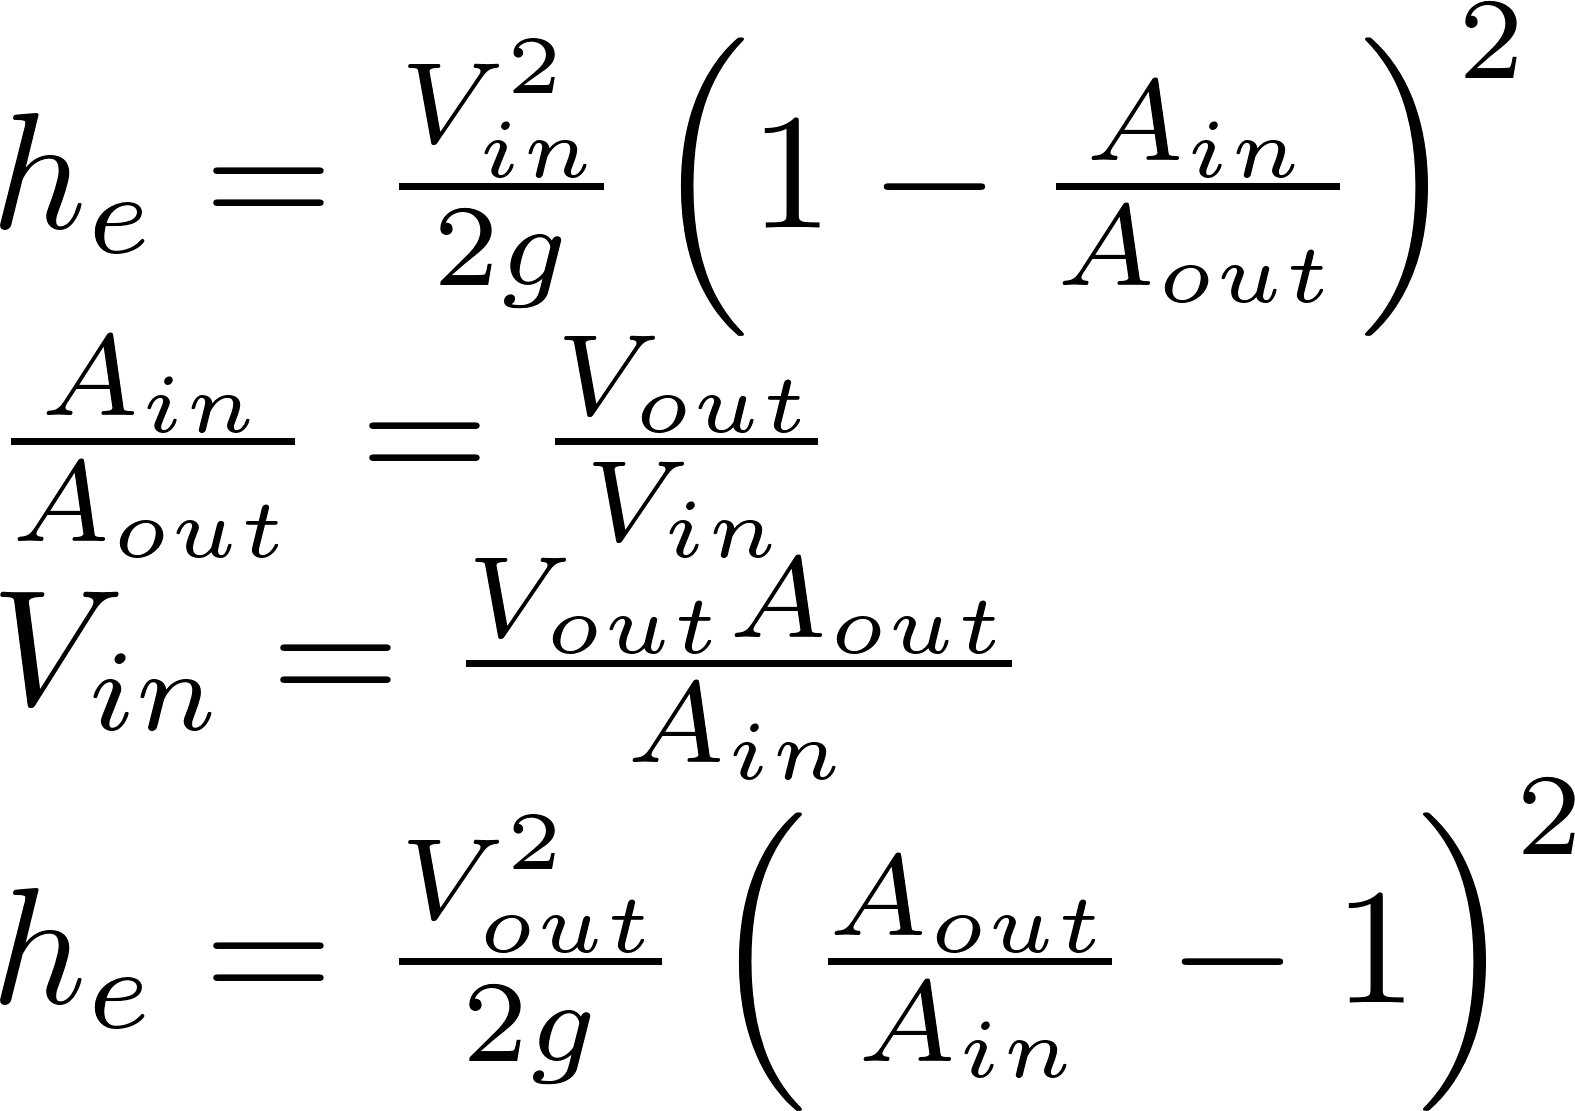 h_e = \frac{V_{in}^2}{2g} \left(1 - \frac{A_{in}}{A_{out}}\right)^2
\frac{A_{in}}{A_{out}} = \frac{V_{out}}{V_{in}}
V_{in} = \frac{V_{out} A_{out}}{A_{in}}
h_e = \frac{V_{out}^2}{2g} \left(\frac{A_{out}}{A_{in}} - 1\right)^2